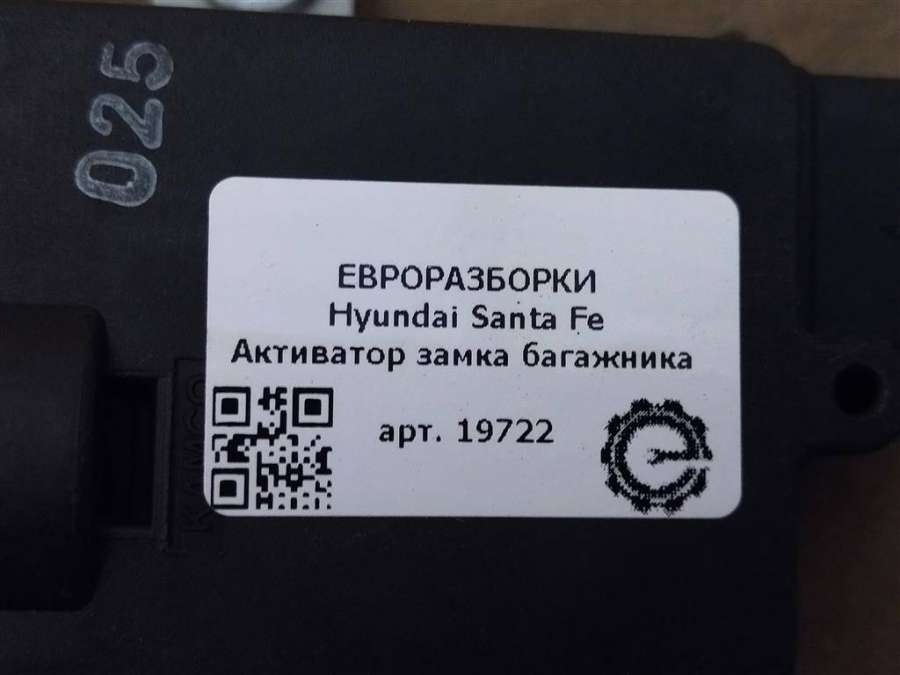 025
ЕВРОРАЗБОРКИ
Hyundai Santa Fe
Активатор замка багажника
арт. 19722